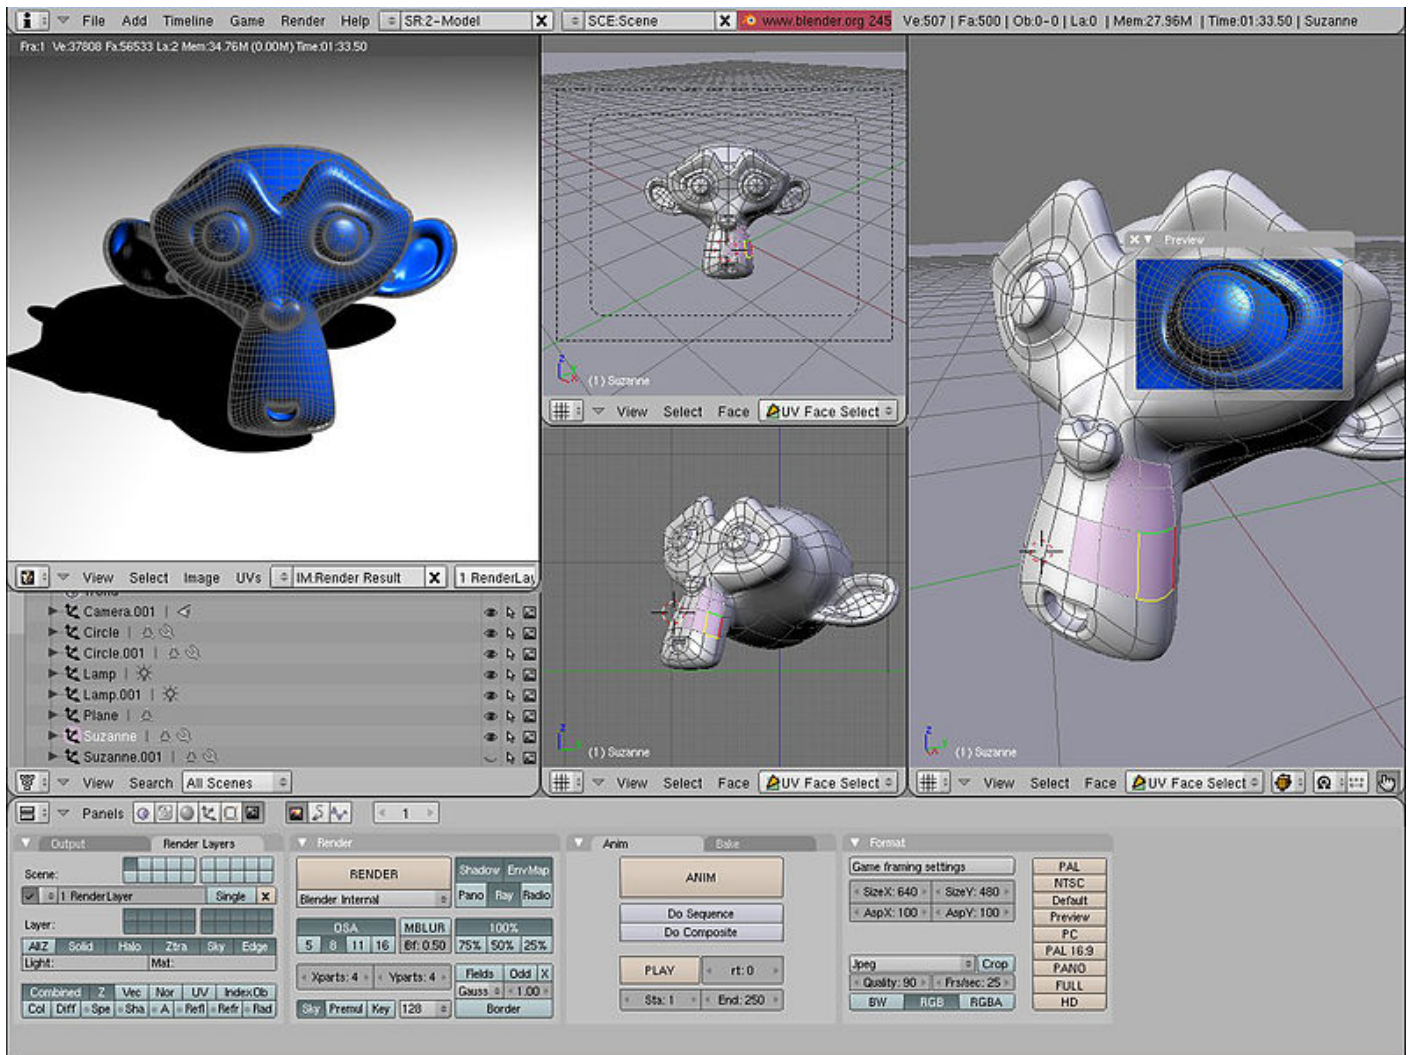 File Add Timeline Game Render Help SR:2-Model X SCE:Scene X www.blender.org 245 Ve:507 | Fa:500 | Ob:0-0 | La:0 | Mem:27.96M | Time:01:33.50 | Suzanne
Fra:1 Ve:37808 Fa:56533 La:2 Mem:34.76M (0.00M) Time:01:33.50
(1) Suzanne
View Select Face UV Face Select
X Preview
(1) Suzanne
View Select Face UV Face Select
(1) Suzanne
View Select Face UV Face Select
View Select Image UVs IM:Render Result X 1 RenderLay
Camera.001
Circle
Circle.001
Lamp
Lamp.001
Plane
Suzanne
Suzanne.001
View Search All Scenes
Panels 1
Output Render Layers
Scene:
1 RenderLayer Single X
Layer:
AllZ Solid Halo Ztra Sky Edge
Light: Mat:
Combined Z Vec Nor UV IndexOb
Col Diff Spe Sha A Refl Refr Rad
Render
RENDER
Blender Internal
Shadow EnvMap
Pano Ray Radio
OSA MBLUR 100%
5 8 11 16 Bf: 0.50 75% 50% 25%
Xparts: 4 Yparts: 4 Fields Odd X
Gauss 1.00
Sky Premul Key 128 Border
Anim Bake
ANIM
Do Sequence
Do Composite
PLAY rt: 0
Sta: 1 End: 250
Format
Game framing settings
SizeX: 640 SizeY: 480
AspX: 100 AspY: 100
Jpeg Crop
Quality: 90 Frs/sec: 25
BW RGB RGBA
PAL
NTSC
Default
Preview
PC
PAL 16:9
PANO
FULL
HD